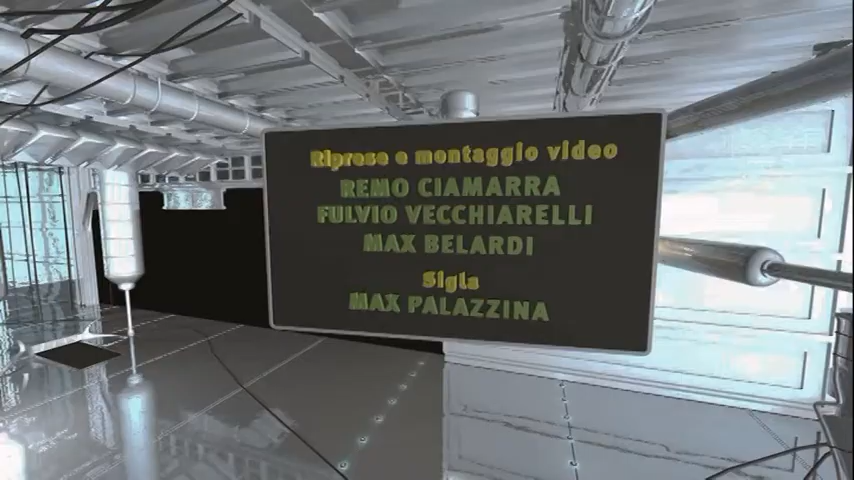 Riprese e montaggio video
REMO CIAMARRA
FULVIO VECCHIARELLI
MAX BELARDI
Sigla
MAX PALAZZINA